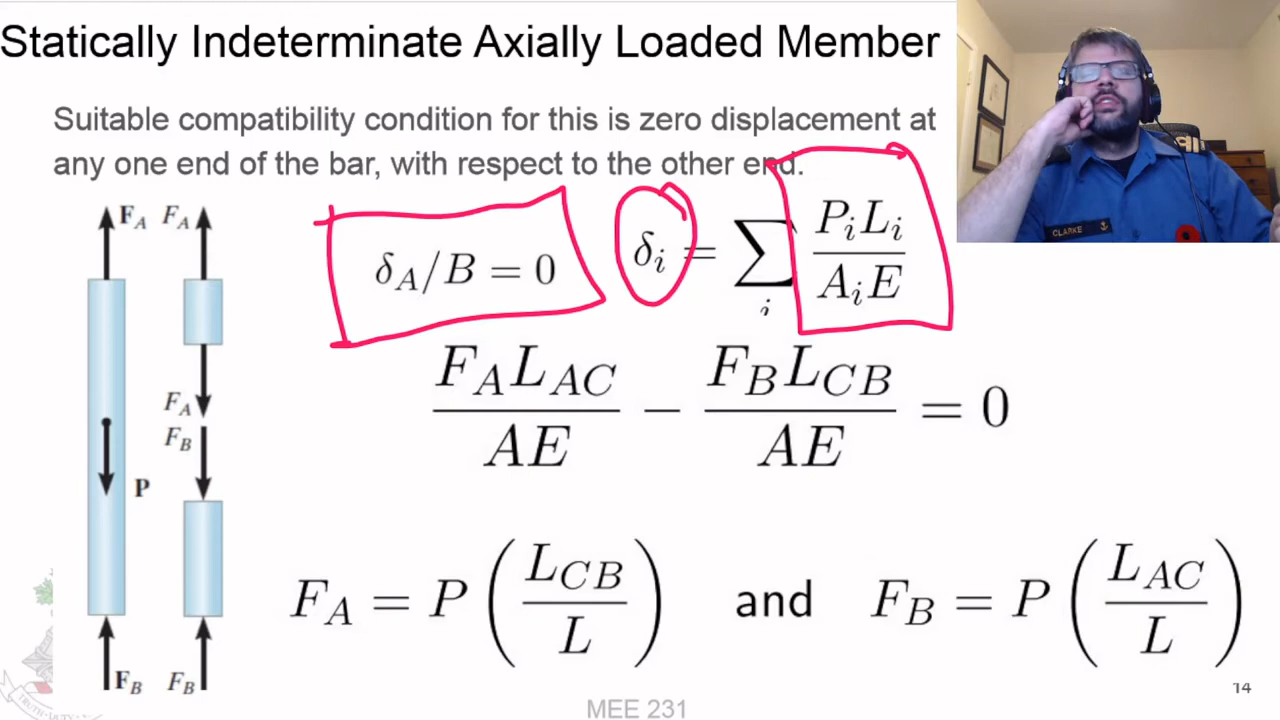 Statically Indeterminate Axially Loaded Member
Suitable compatibility condition for this is zero displacement at
any one end of the bar, with respect to the other end.
F_A F_A
δ_A/B = 0
δ_i = ∑_i P_i L_i / A_i E
F_A L_AC / AE − F_B L_CB / AE = 0
F_A
F_B
P
F_A = P (L_CB / L) and F_B = P (L_AC / L)
F_B F_B
CLARKE
14
MEE 231